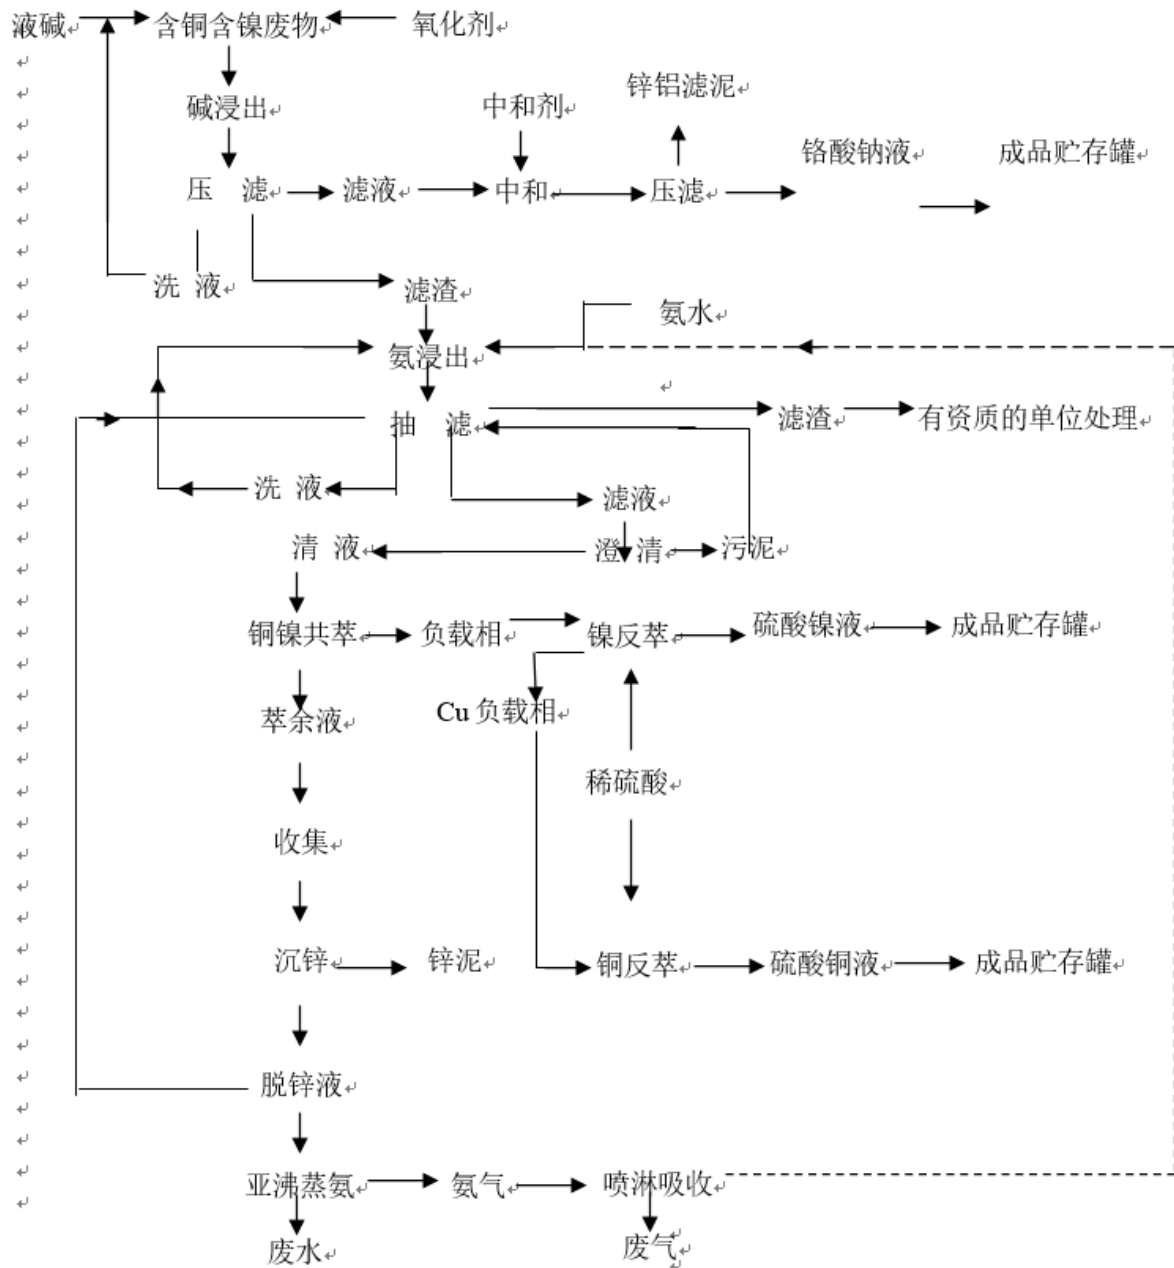 液碱 含铜含镍废物 氧化剂
锌铝滤泥
碱浸出 中和剂
铬酸钠液 成品贮存罐
压 滤 滤液 中和 压滤
洗 液 滤渣
氨水
氨浸出
抽 滤 滤渣 有资质的单位处理
洗 液 滤液
清 液 澄 清 污泥
铜镍共萃 负载相 镍反萃 硫酸镍液 成品贮存罐
萃余液 Cu 负载相
稀硫酸
收集
沉锌 锌泥 铜反萃 硫酸铜液 成品贮存罐
脱锌液
亚沸蒸氨 氨气 喷淋吸收
废水 废气